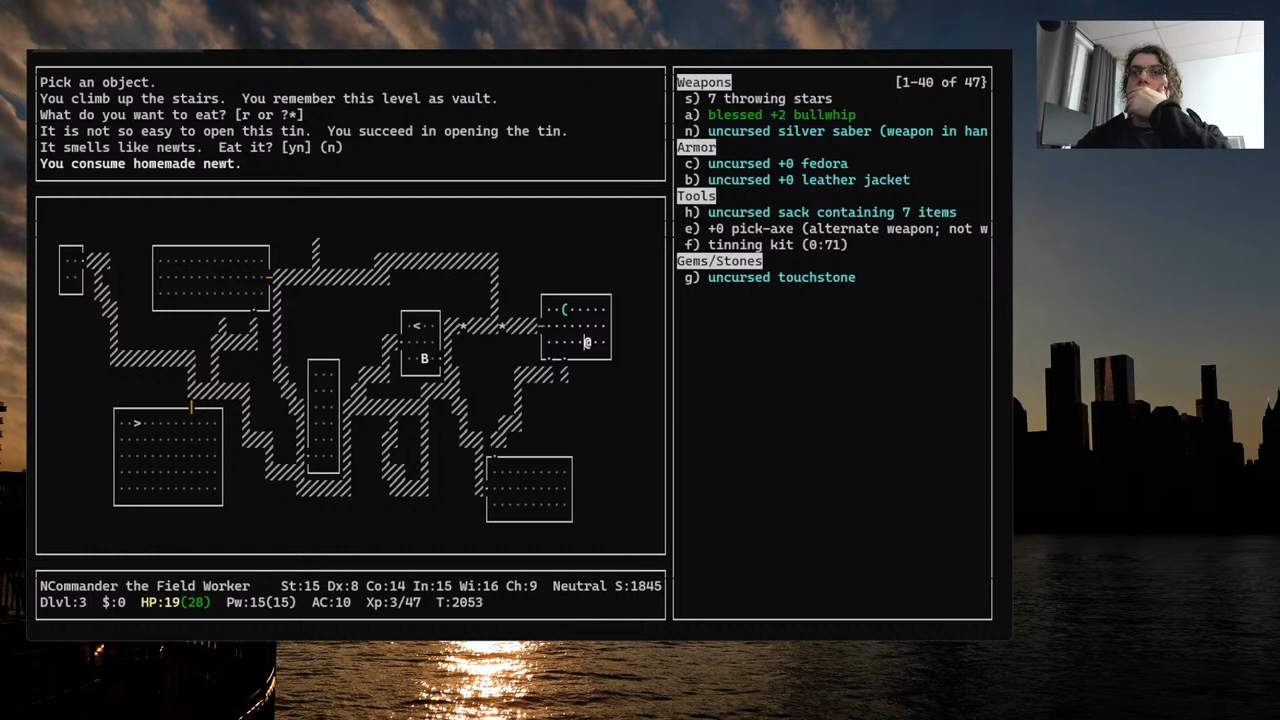 Pick an object.
You climb up the stairs.  You remember this level as vault.
What do you want to eat? [r or ?*]
It is not so easy to open this tin.  You succeed in opening the tin.
It smells like newts.  Eat it? [yn] (n)
You consume homemade newt.
<
B
(
@
>
NCommander the Field Worker    St:15 Dx:8 Co:14 In:15 Wi:16 Ch:9  Neutral S:1845
Dlvl:3  $:0  HP:19(28)  Pw:15(15)  AC:10  Xp:3/47  T:2053
Weapons [1-40 of 47}
s) 7 throwing stars
a) blessed +2 bullwhip
n) uncursed silver saber (weapon in han
Armor
c) uncursed +0 fedora
b) uncursed +0 leather jacket
Tools
h) uncursed sack containing 7 items
e) +0 pick-axe (alternate weapon; not w
f) tinning kit (0:71)
Gems/Stones
g) uncursed touchstone